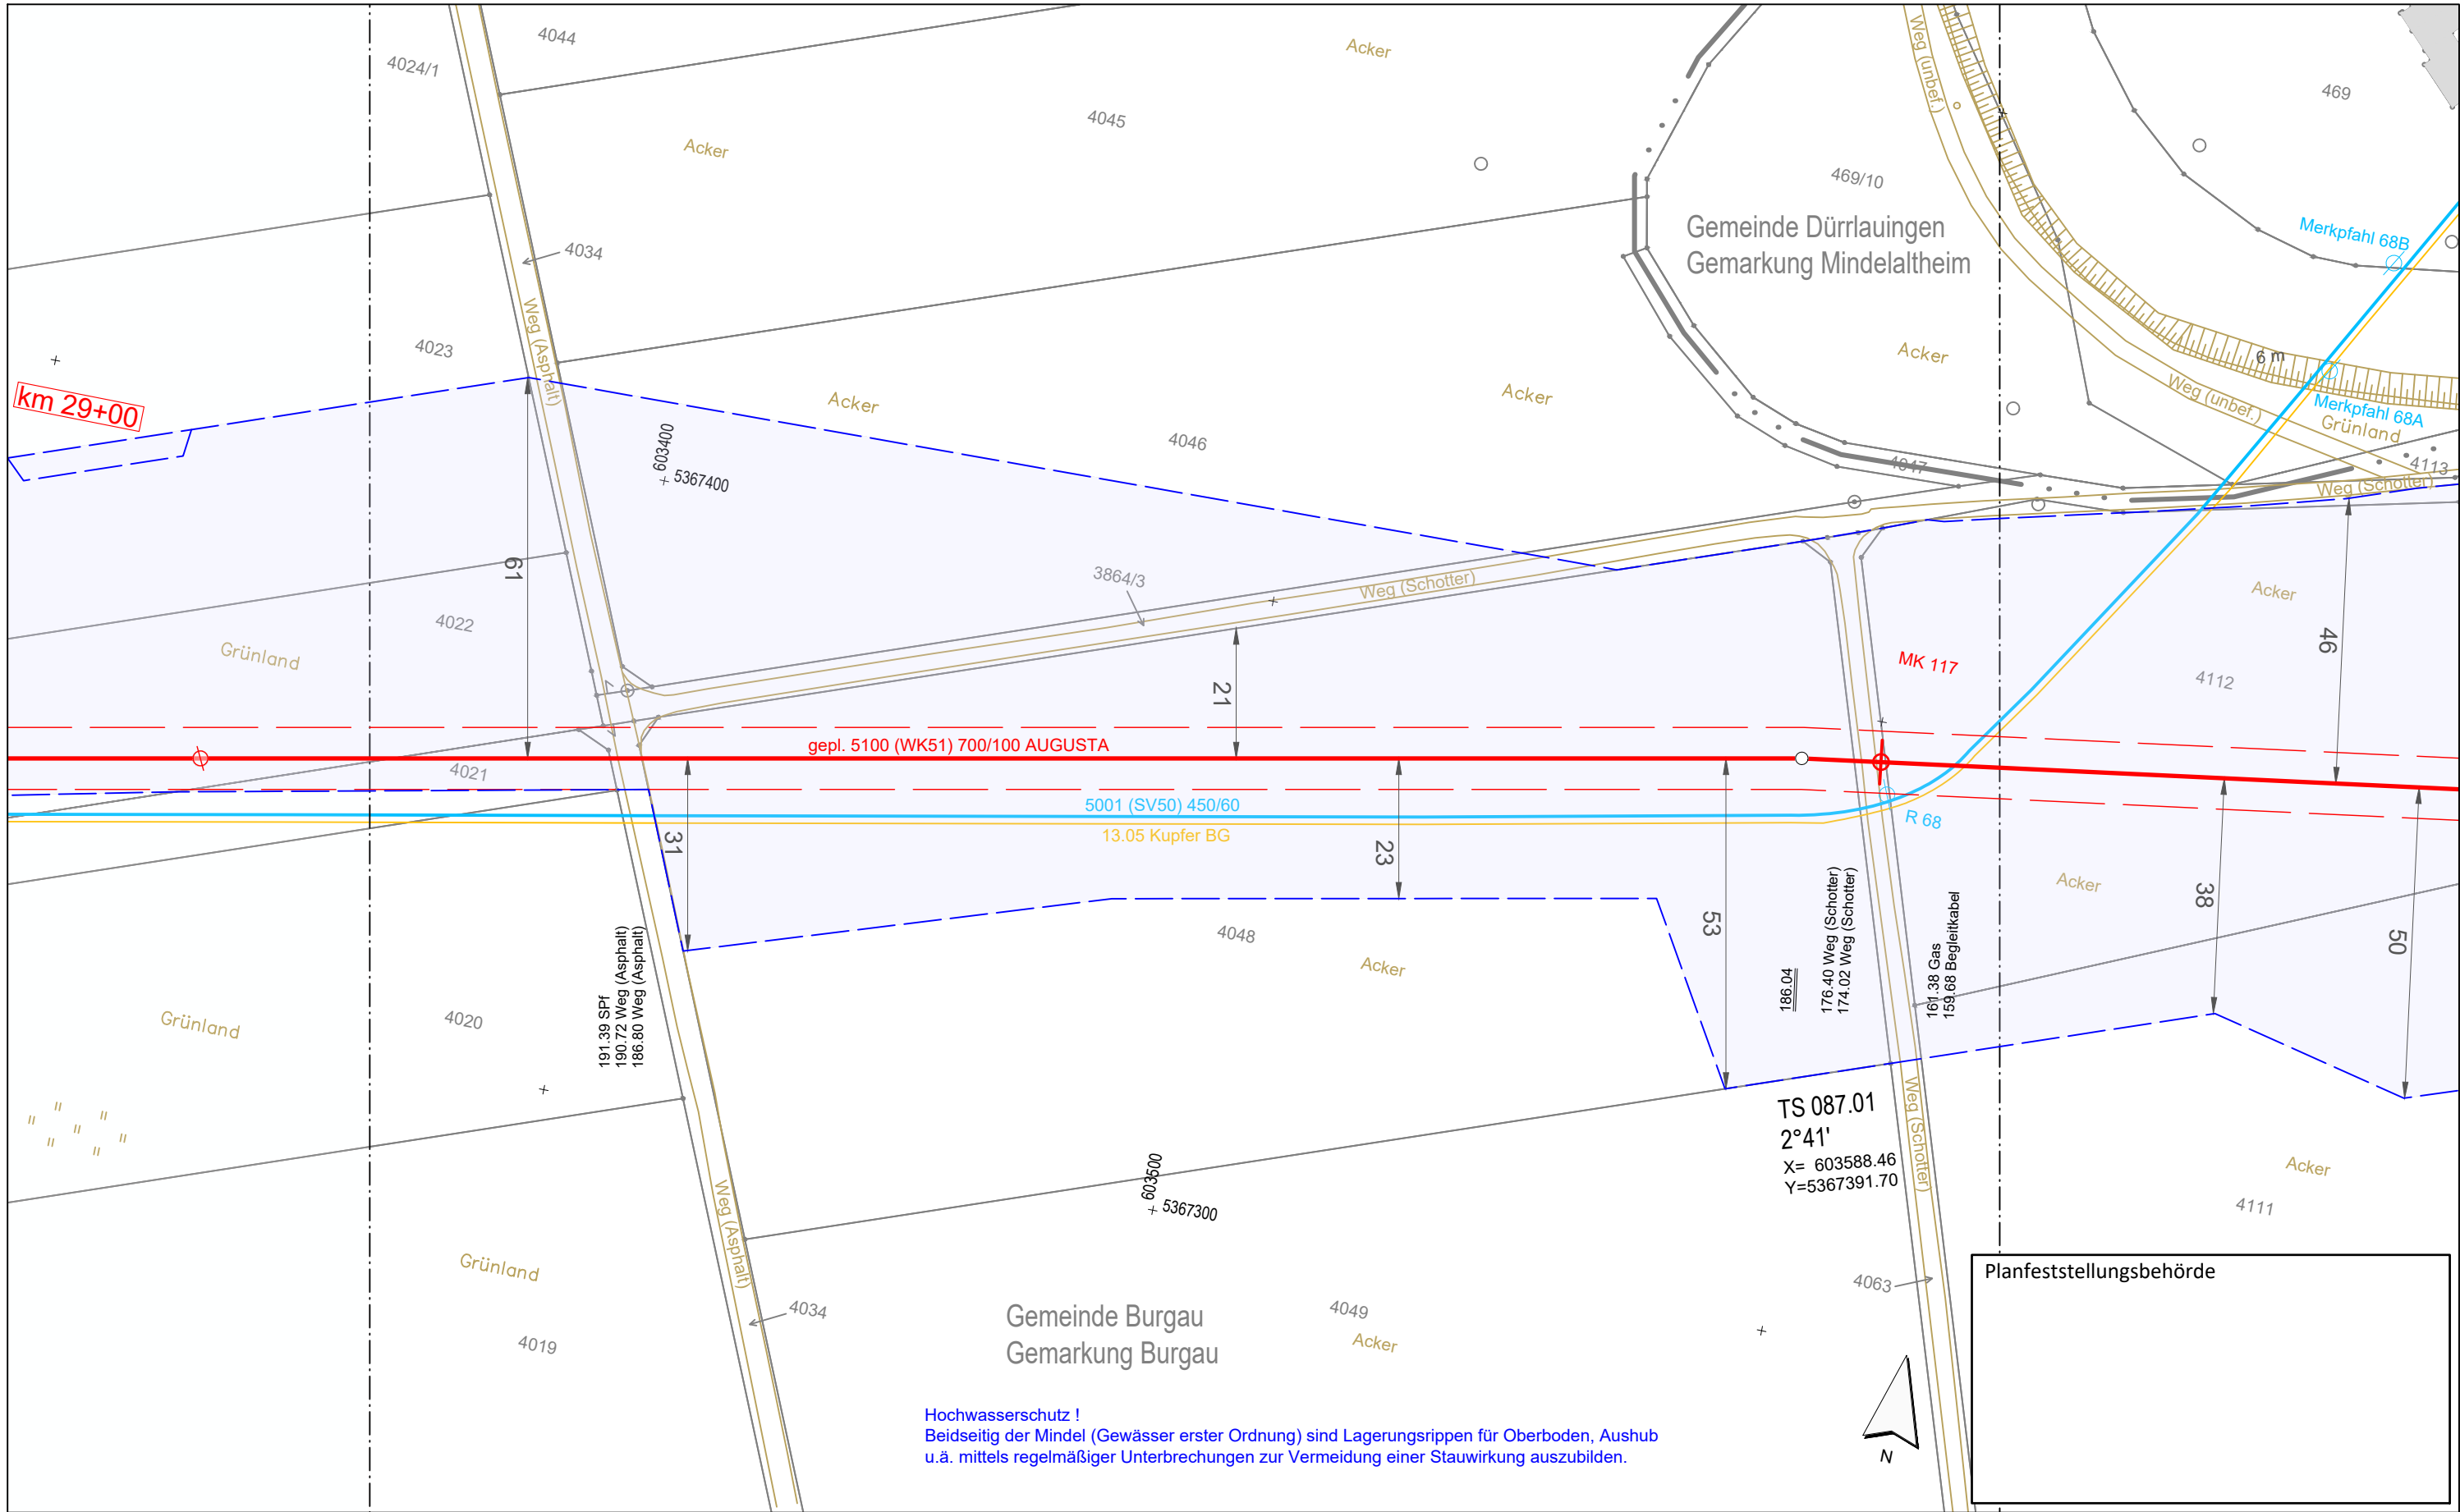 4044
4024/1
Acker
4045
Acker
Weg (unbef.)
469
469/10
4034
Gemeinde Dürrlauingen
Gemarkung Mindelaltheim
Merkpfahl 68B
Weg (Asphalt)
4023
km 29+00
Acker
6 m
Acker
Acker
Weg (unbef.)
Merkpfahl 68A
Grünland
4046
603400
5367400
4047
4113
Weg (Schotter)
61
3864/3
Weg (Schotter)
Acker
4022
Grünland
46
MK 117
4112
21
gepl. 5100 (WK51) 700/100 AUGUSTA
4021
5001 (SV50) 450/60
13.05 Kupfer BG
R 68
31
23
Acker
38
53
50
4048
Acker
191.39 SPf
190.72 Weg (Asphalt)
186.80 Weg (Asphalt)
186.04
176.40 Weg (Schotter)
174.02 Weg (Schotter)
161.38 Gas
159.68 Begleitkabel
Grünland
4020
TS 087.01
2°41'
X= 603588.46
Y=5367391.70
Weg (Schotter)
Acker
603500
5367300
4111
Weg (Asphalt)
Grünland
4063
Planfeststellungsbehörde
4034
Gemeinde Burgau
Gemarkung Burgau
4049
Acker
4019
Hochwasserschutz !
Beidseitig der Mindel (Gewässer erster Ordnung) sind Lagerungsrippen für Oberboden, Aushub
u.ä. mittels regelmäßiger Unterbrechungen zur Vermeidung einer Stauwirkung auszubilden.
N